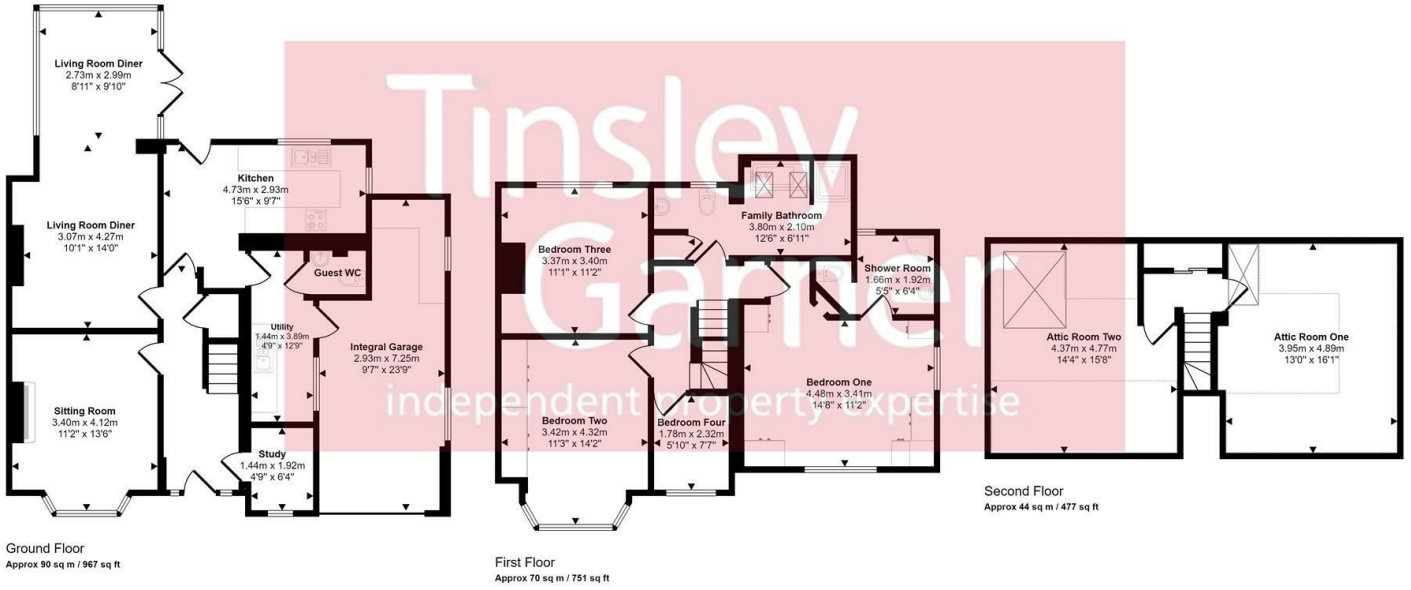 Living Room Diner
2.73m x 2.99m
8'11" x 9'10"
Living Room Diner
3.07m x 4.27m
10'1" x 14'0"
Kitchen
4.73m x 2.93m
15'6" x 9'7"
Guest WC
Utility
1.44m x 3.89m
4'9" x 12'9"
Integral Garage
2.93m x 7.25m
9'7" x 23'9"
Sitting Room
3.40m x 4.12m
11'2" x 13'6"
Study
1.44m x 1.92m
4'9" x 6'4"
Ground Floor
Approx 90 sq m / 967 sq ft
Tinsley
Garner
independent property expertise
Family Bathroom
3.80m x 2.10m
12'6" x 6'11"
Bedroom Three
3.37m x 3.40m
11'1" x 11'2"
Shower Room
1.66m x 1.92m
5'5" x 6'4"
Bedroom One
4.48m x 3.41m
14'8" x 11'2"
Bedroom Two
3.42m x 4.32m
11'3" x 14'2"
Bedroom Four
1.78m x 2.32m
5'10" x 7'7"
First Floor
Approx 70 sq m / 751 sq ft
Attic Room Two
4.37m x 4.77m
14'4" x 15'8"
Attic Room One
3.95m x 4.89m
13'0" x 16'1"
Second Floor
Approx 44 sq m / 477 sq ft